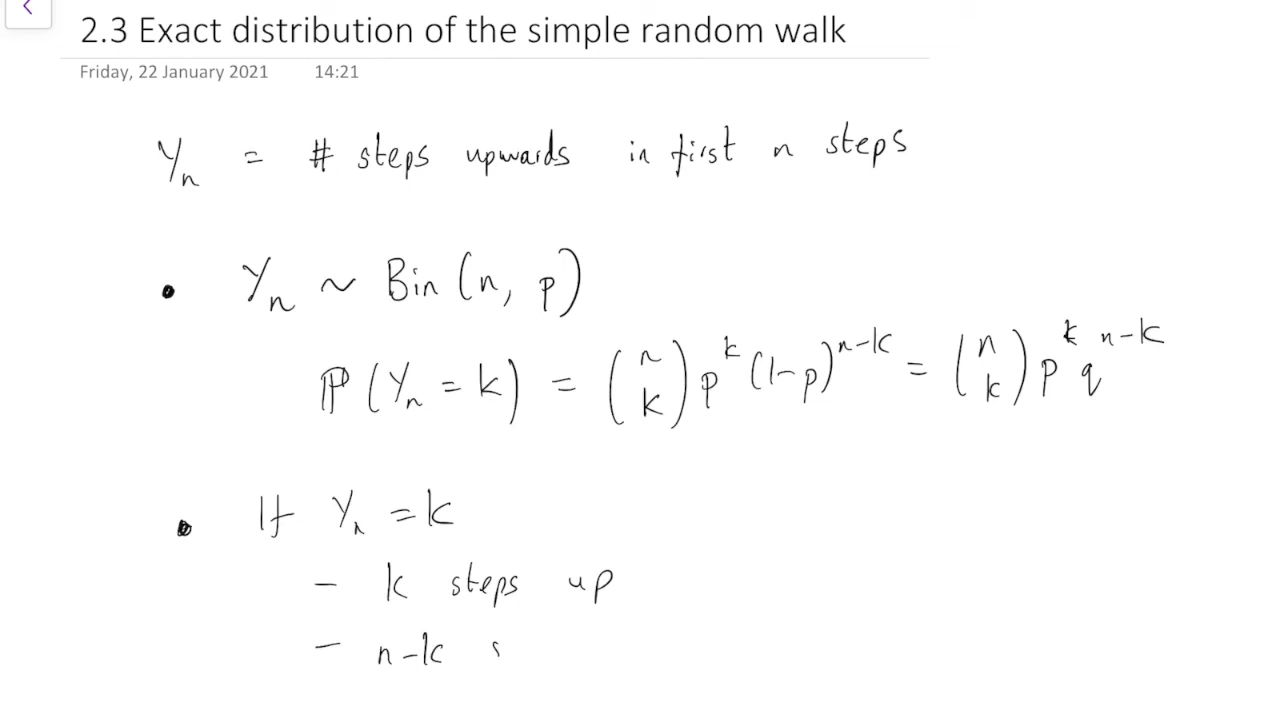 2.3 Exact distribution of the simple random walk
Friday, 22 January 2021 14:21
Yₙ = # steps upwards in first n steps
• Yₙ ~ Bin (n, p)
ℙ (Yₙ = k) = (n k) p^k (1-p)^(n-k) = (n k) p^k q^(n-k)
• If Yₙ = k
- k steps up
- n-k s